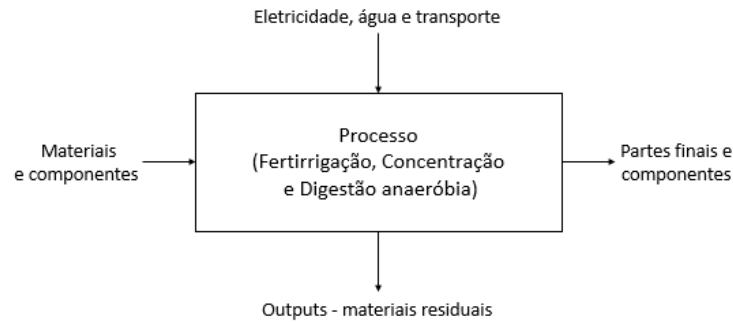 Eletricidade, água e transporte
Materiais
e componentes
Processo
(Fertirrigação, Concentração
e Digestão anaeróbia)
Partes finais e
componentes
Outputs - materiais residuais